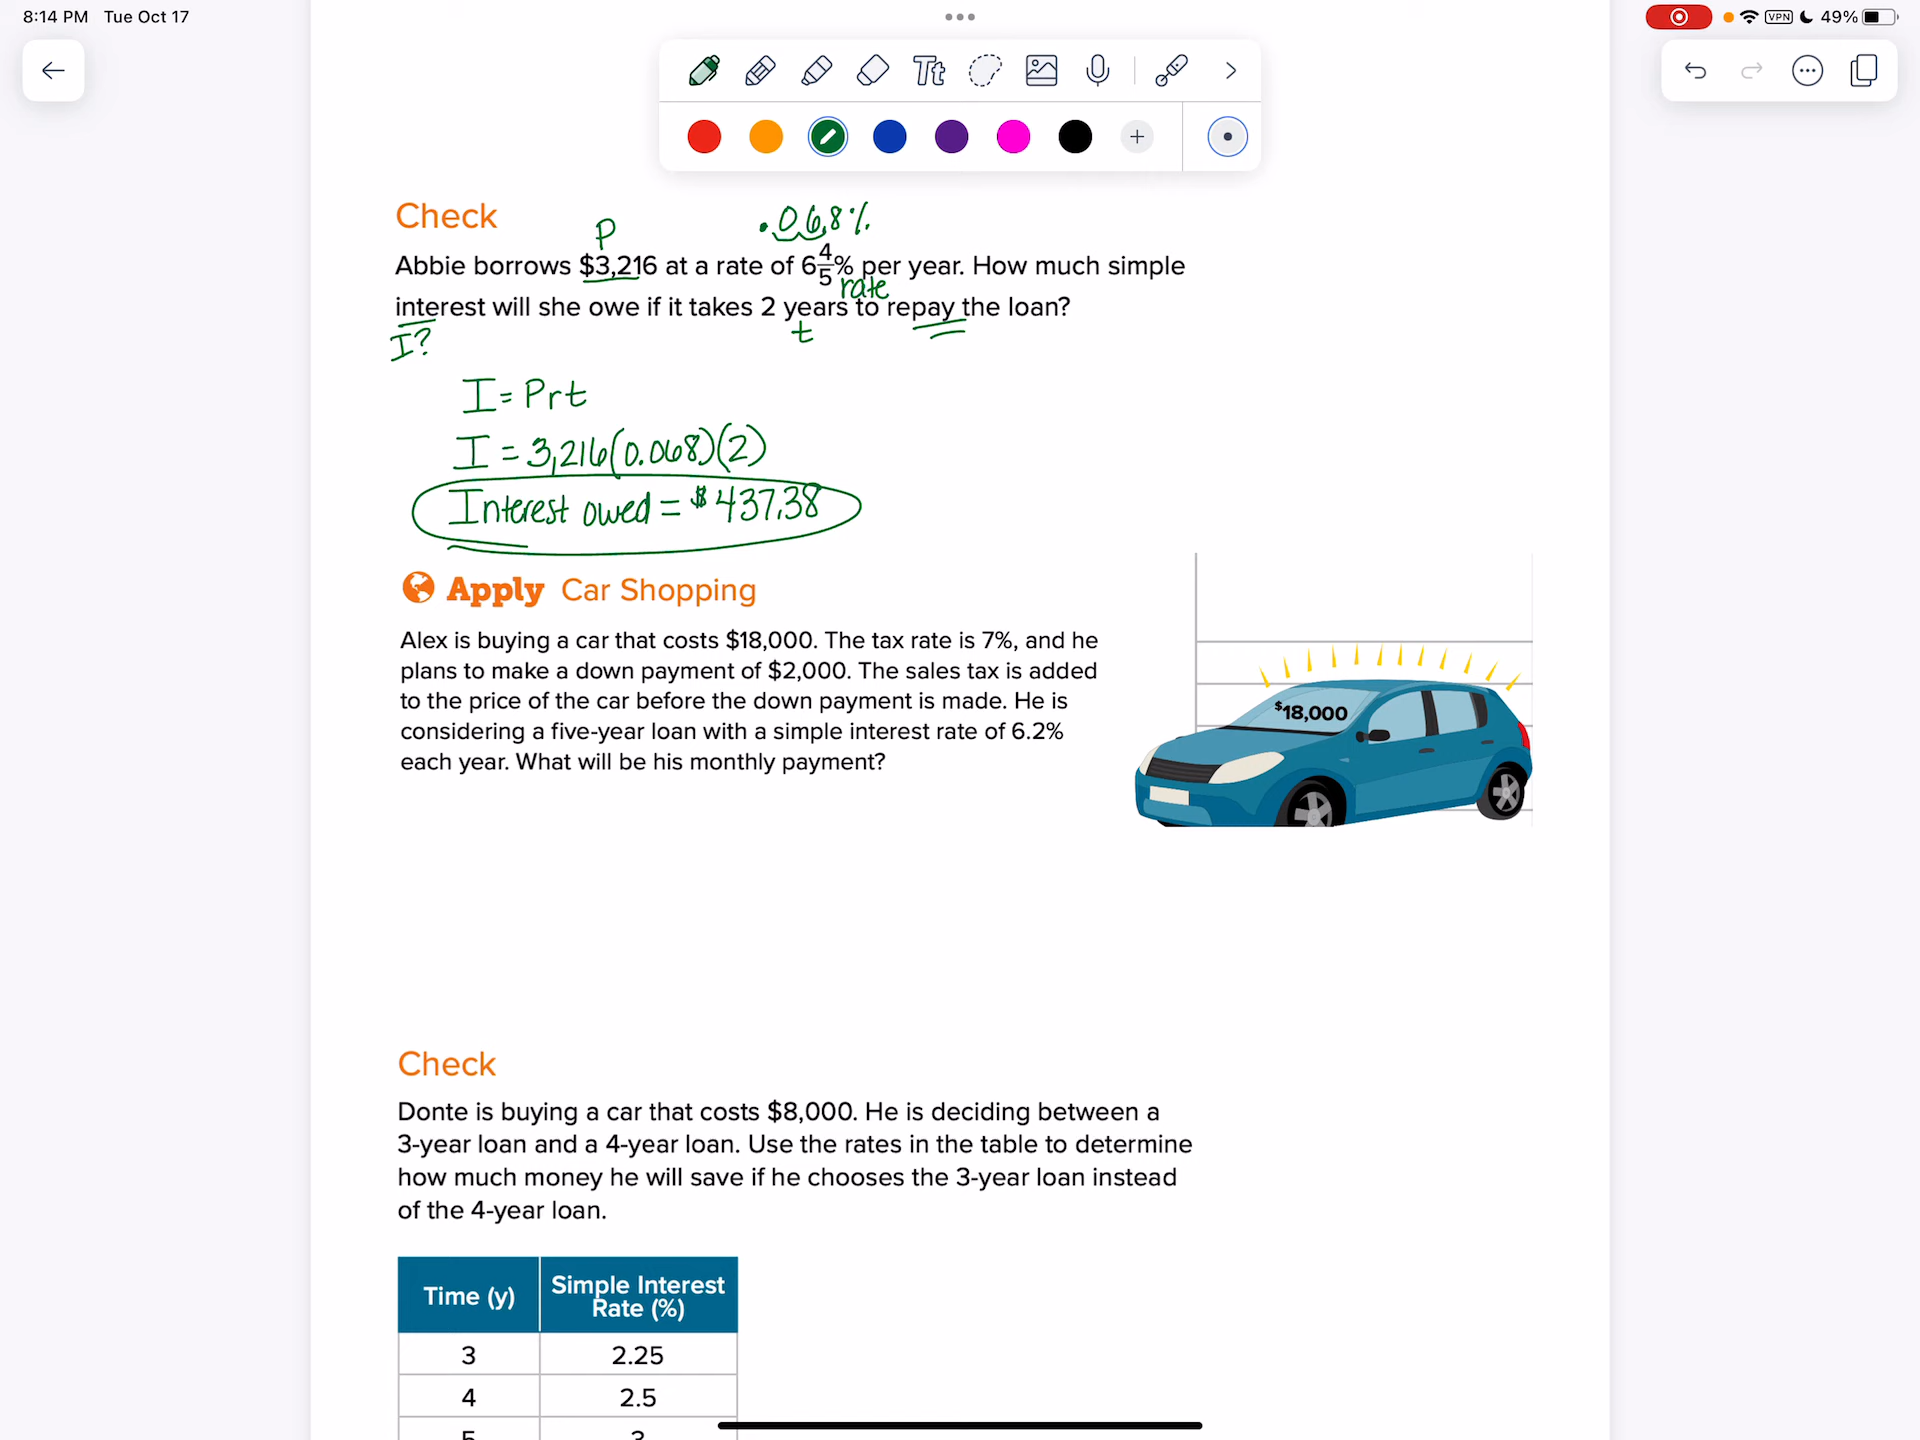 8:14 PM Tue Oct 17
VPN 49%
Tt
Check
P
.068%
Abbie borrows $3,216 at a rate of 6 4/5% per year. How much simple
rate
interest will she owe if it takes 2 years to repay the loan?
I?
t
I = Prt
I = 3,216(0.068)(2)
Interest owed = $437.38
Apply Car Shopping
Alex is buying a car that costs $18,000. The tax rate is 7%, and he
plans to make a down payment of $2,000. The sales tax is added
to the price of the car before the down payment is made. He is
considering a five-year loan with a simple interest rate of 6.2%
each year. What will be his monthly payment?
$18,000
Check
Donte is buying a car that costs $8,000. He is deciding between a
3-year loan and a 4-year loan. Use the rates in the table to determine
how much money he will save if he chooses the 3-year loan instead
of the 4-year loan.
Time (y) Simple Interest
Rate (%)
3 2.25
4 2.5
5 3